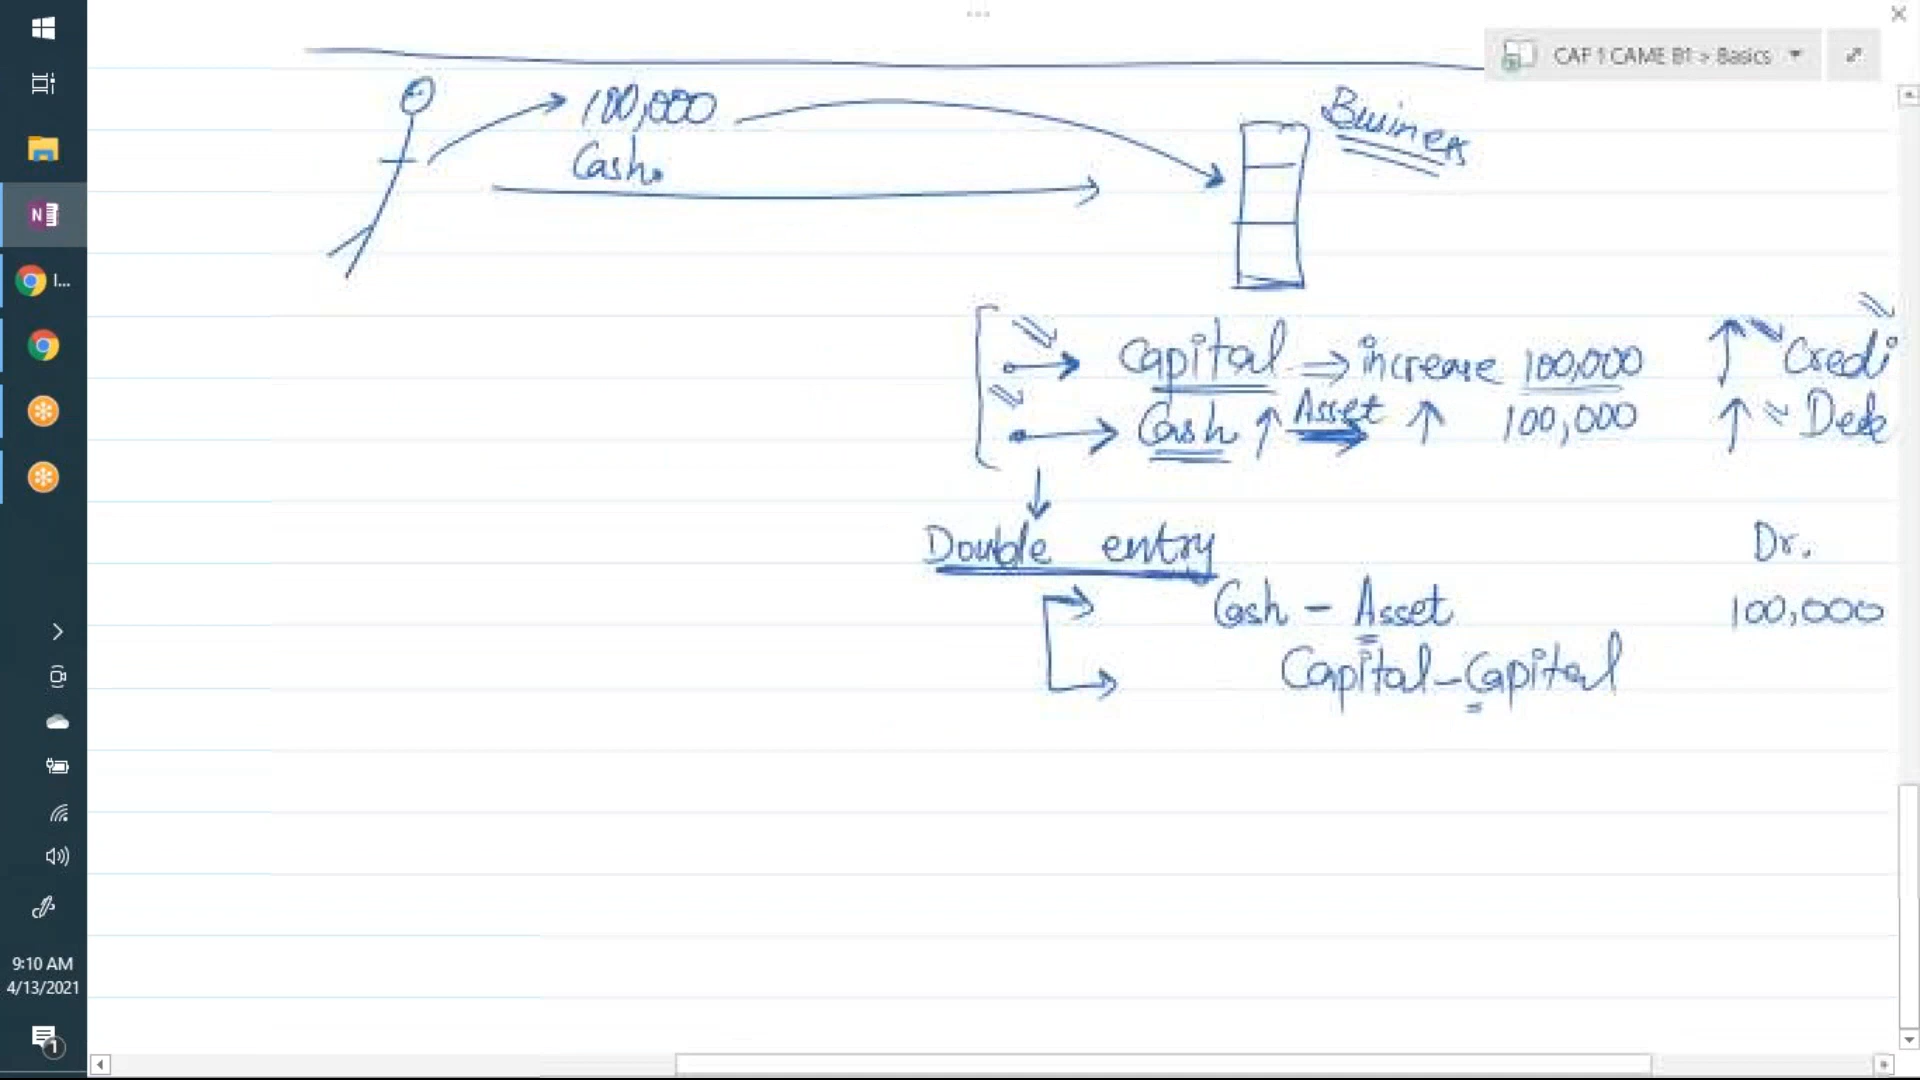 CAF 1 CAME B1 > Basics
100,000
Cash.
Business
Capital ⇒ increase 100,000 ↑ Credi
Cash ↑ Asset ↑ 100,000 ↑
Double entry Dr.
Cash - Asset 100,000
Capital - Capital
N
I...
9:10 AM
4/13/2021
1